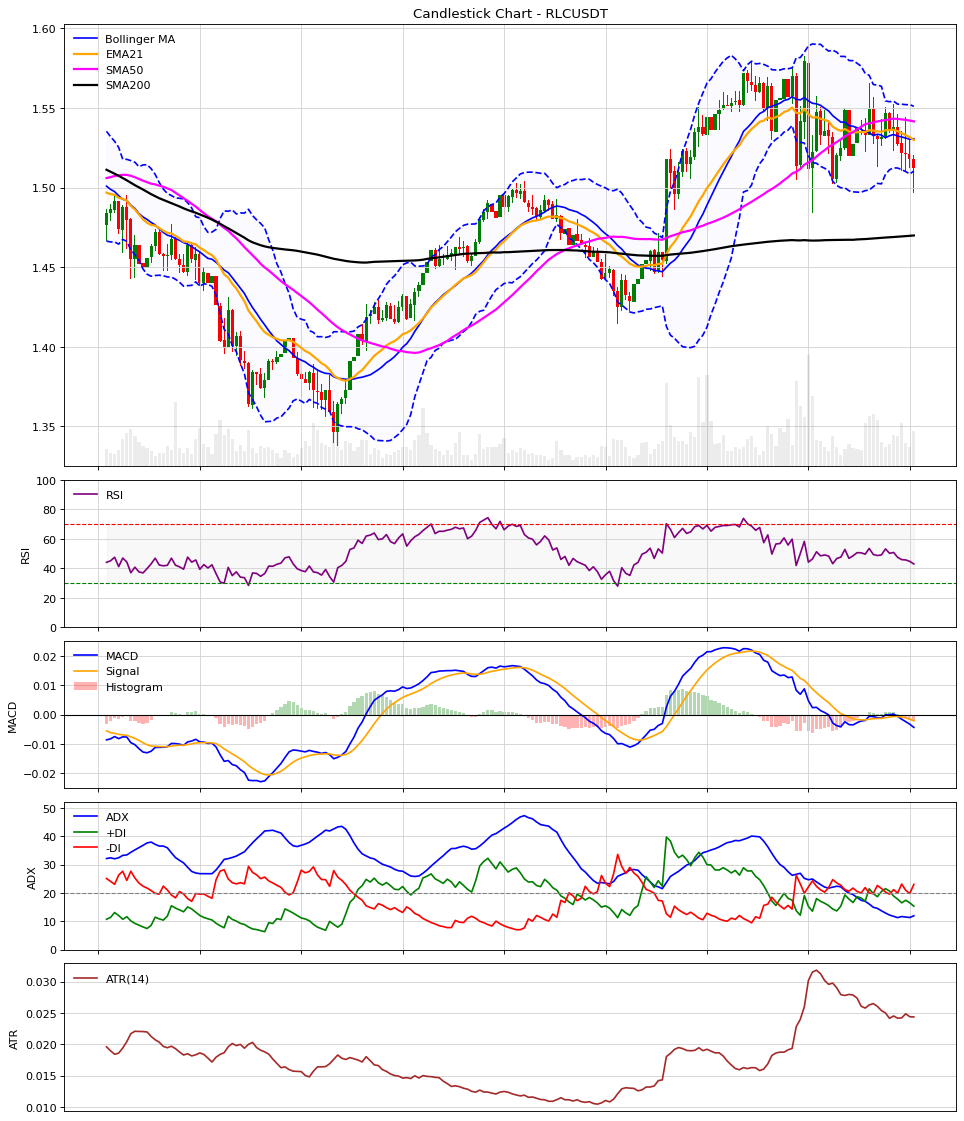 Candlestick Chart - RLCUSDT
1.60
1.55
1.50
1.45
1.40
1.35
Bollinger MA
EMA21
SMA50
SMA200
RSI
100
80
60
40
20
0
RSI
MACD
0.02
0.01
0.00
−0.01
−0.02
MACD
Signal
Histogram
ADX
50
40
30
20
10
0
ADX
+DI
-DI
ATR
0.030
0.025
0.020
0.015
0.010
ATR(14)